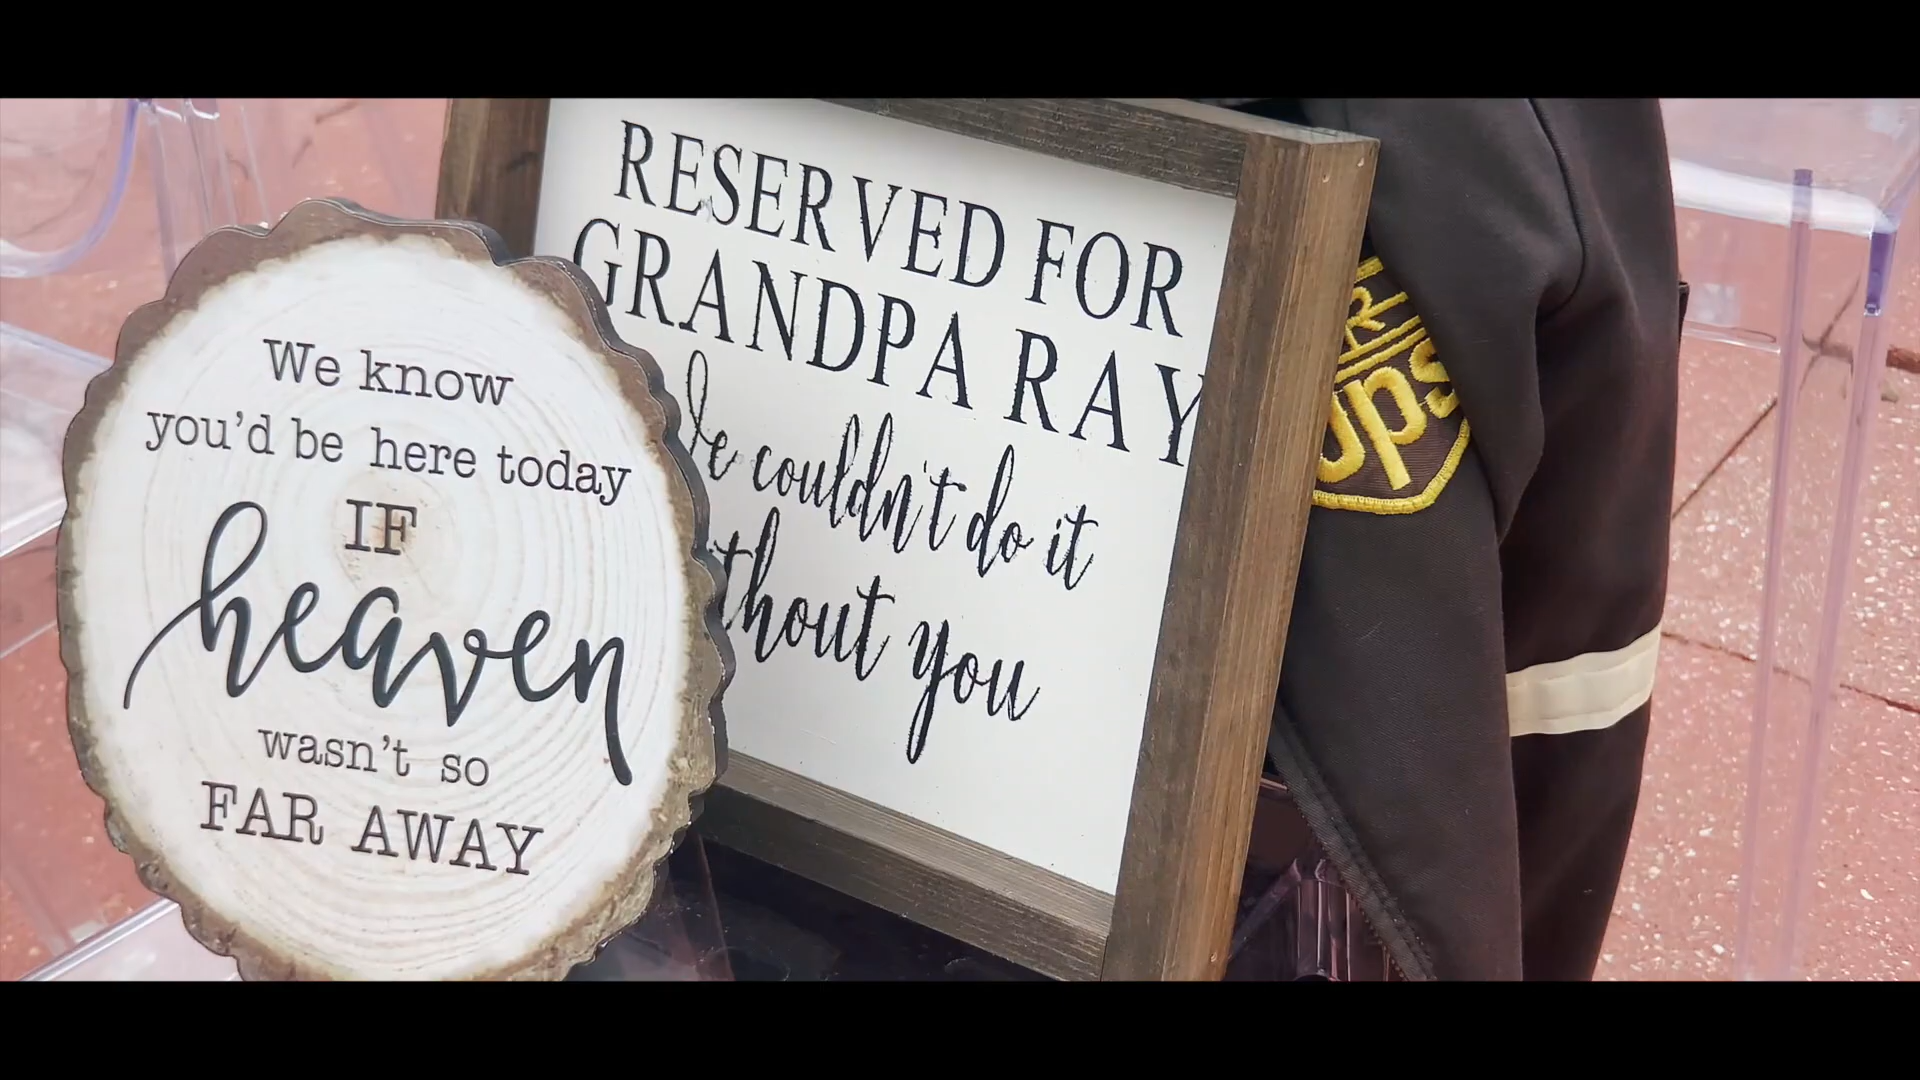 We know
you'd be here today
IF
heaven
wasn't so
FAR AWAY
RESERVED FOR
GRANDPA RAY
couldn't do it
you
ups